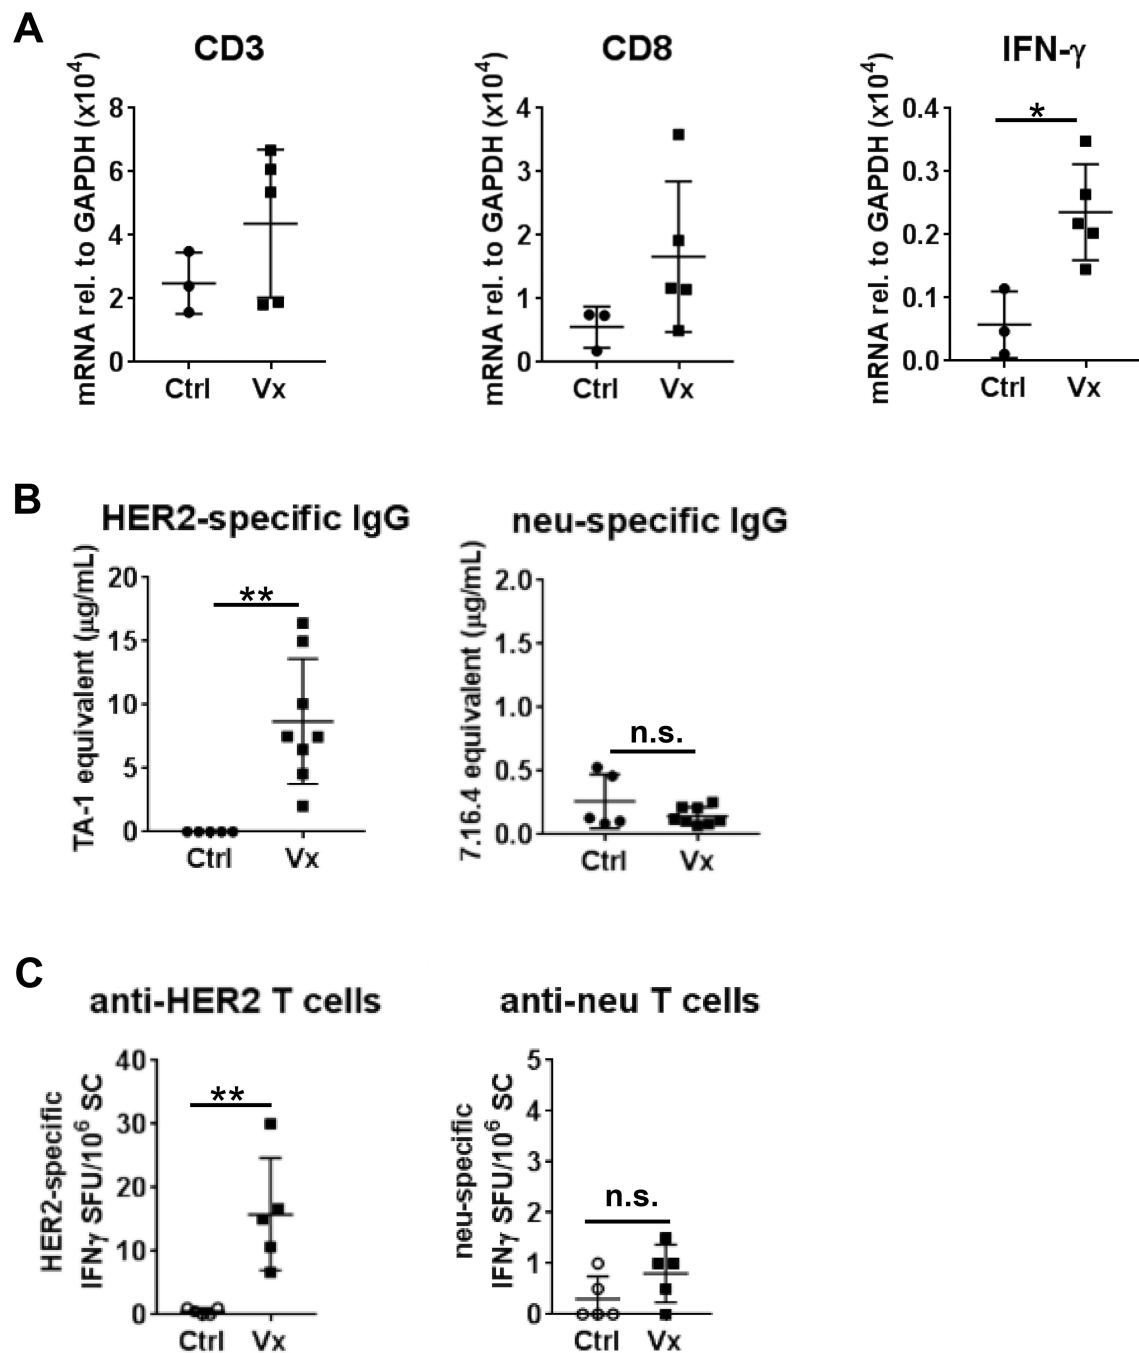 A
CD3
CD8
IFN-γ
mRNA rel. to GAPDH (x10⁴)
8
6
4
2
0
Ctrl
Vx
mRNA rel. to GAPDH (x10⁴)
4
3
2
1
0
Ctrl
Vx
mRNA rel. to GAPDH (x10⁴)
0.4
0.3
0.2
0.1
0.0
*
Ctrl
Vx
B
HER2-specific IgG
neu-specific IgG
TA-1 equivalent (μg/mL)
20
15
10
5
0
**
Ctrl
Vx
7.16.4 equivalent (μg/mL)
2.0
1.5
1.0
0.5
0.0
n.s.
Ctrl
Vx
C
anti-HER2 T cells
anti-neu T cells
HER2-specific
IFNγ SFU/10⁶ SC
40
30
20
10
0
**
Ctrl
Vx
neu-specific
IFNγ SFU/10⁶ SC
5
4
3
2
1
0
n.s.
Ctrl
Vx